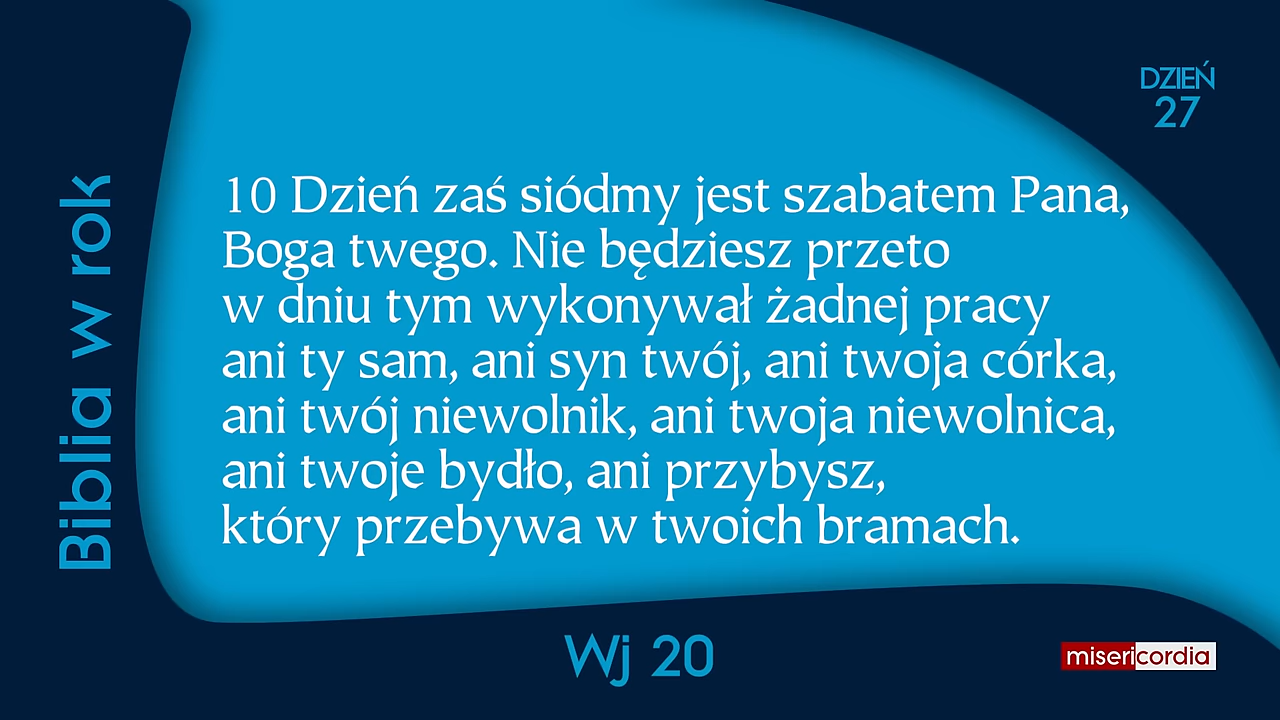 DZIEŃ
27
Biblia w rok
10 Dzień zaś siódmy jest szabatem Pana,
Boga twego. Nie będziesz przeto
w dniu tym wykonywał żadnej pracy
ani ty sam, ani syn twój, ani twoja córka,
ani twój niewolnik, ani twoja niewolnica,
ani twoje bydło, ani przybysz,
który przebywa w twoich bramach.
Wj 20
misericordia